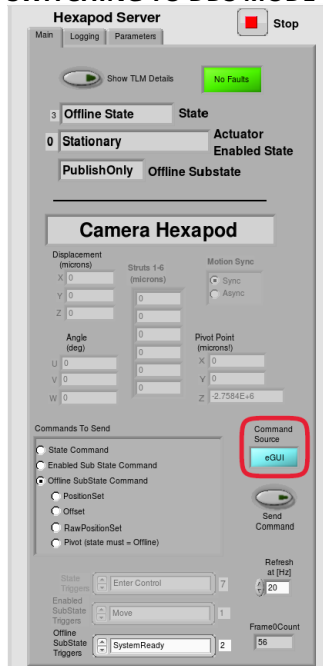 SWITCHING TO DDS MODE
Hexapod Server
Stop
Main Logging Parameters
Show TLM Details
No Faults
3 Offline State State
0 Stationary Actuator
Enabled State
PublishOnly Offline Substate
Camera Hexapod
Displacement
(microns)
X 0
Y 0
Z 0
Struts 1-6
(microns)
0
0
0
0
0
0
Motion Sync
Sync
Async
Angle
(deg)
U 0
V 0
W 0
Pivot Point
(microns!)
X 0
Y 0
Z -2.7584E+6
Commands To Send
State Command
Enabled Sub State Command
Offline SubState Command
PositionSet
Offset
RawPositionSet
Pivot (state must = Offline)
Command
Source
eGUI
Send
Command
Refresh
at [Hz]
20
State
Triggers Enter Control 7
Enabled
SubState
Triggers Move 1
Offline
SubState
Triggers SystemReady 2
Frame0Count
56